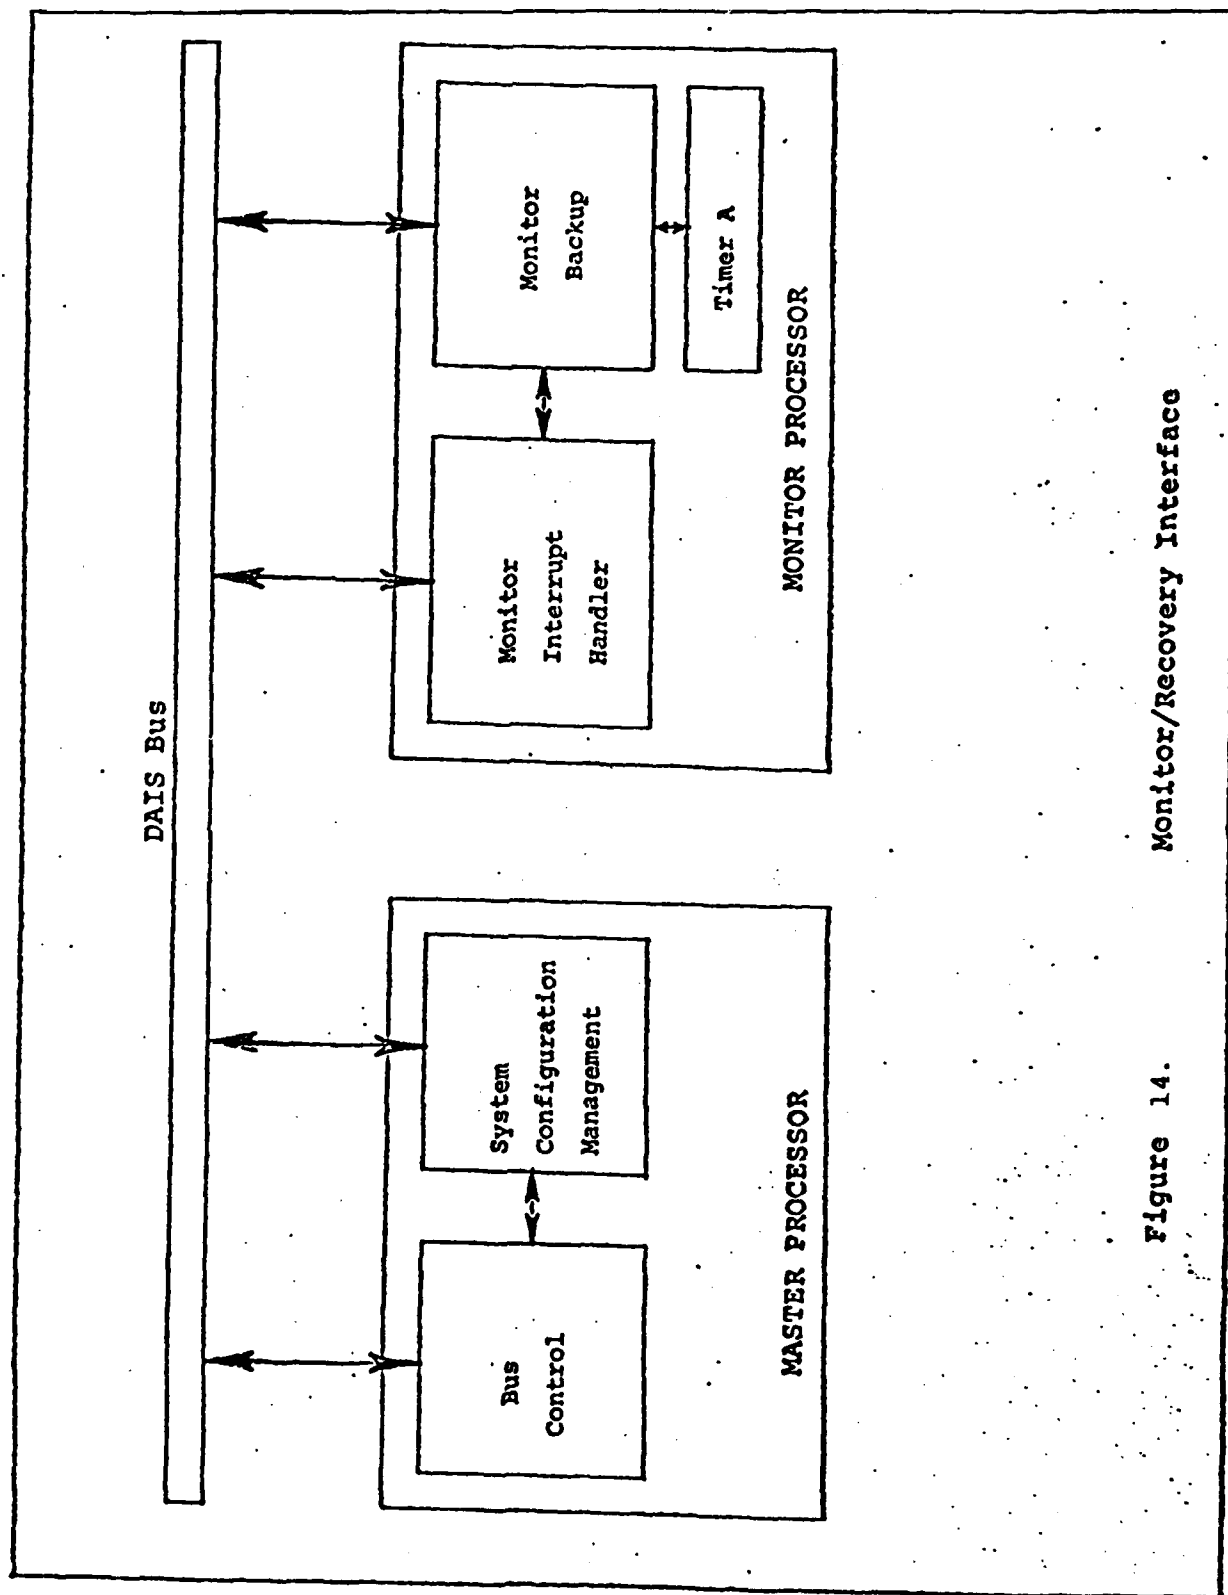 DAIS Bus
Bus
Control
System
Configuration
Management
MASTER PROCESSOR
Monitor
Interrupt
Handler
Monitor
Backup
Timer A
MONITOR PROCESSOR
Figure 14. Monitor/Recovery Interface